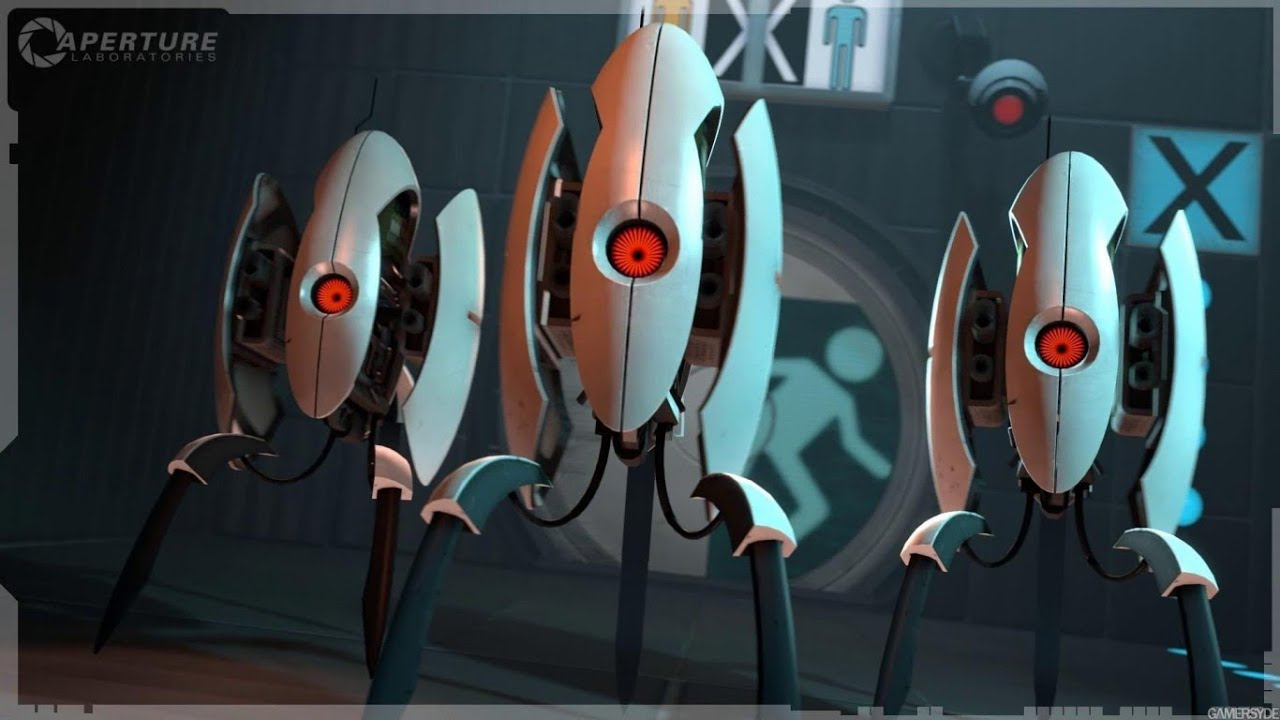 APERTURE
LABORATORIES
X
X
GAMERSYDE